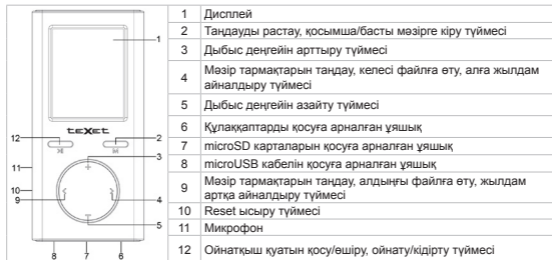 teXet
12
2
11
3
10
9
4
5
8
7
6
1
1 Дисплей
2 Таңдауды растау, қосымша/басты мәзірге кіру түймесі
3 Дыбыс деңгейін арттыру түймесі
4 Мәзір тармақтарын таңдау, келесі файлға өту, алға жылдам
айналдыру түймесі
5 Дыбыс деңгейін азайту түймесі
6 Құлаққаптарды қосуға арналған ұяшық
7 microSD карталарын қосуға арналған ұяшық
8 microUSB кабелін қосуға арналған ұяшық
9 Мәзір тармақтарын таңдау, алдыңғы файлға өту, жылдам
артқа айналдыру түймесі
10 Reset ысыру түймесі
11 Микрофон
12 Ойнатқыш қуатын қосу/өшіру, ойнату/кідірту түймесі